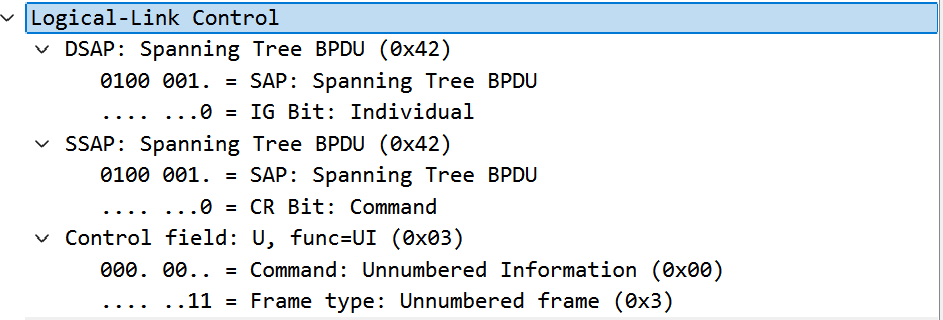 Logical-Link Control
DSAP: Spanning Tree BPDU (0x42)
0100 001. = SAP: Spanning Tree BPDU
.... ...0 = IG Bit: Individual
SSAP: Spanning Tree BPDU (0x42)
0100 001. = SAP: Spanning Tree BPDU
.... ...0 = CR Bit: Command
Control field: U, func=UI (0x03)
000. 00.. = Command: Unnumbered Information (0x00)
.... ..11 = Frame type: Unnumbered frame (0x3)